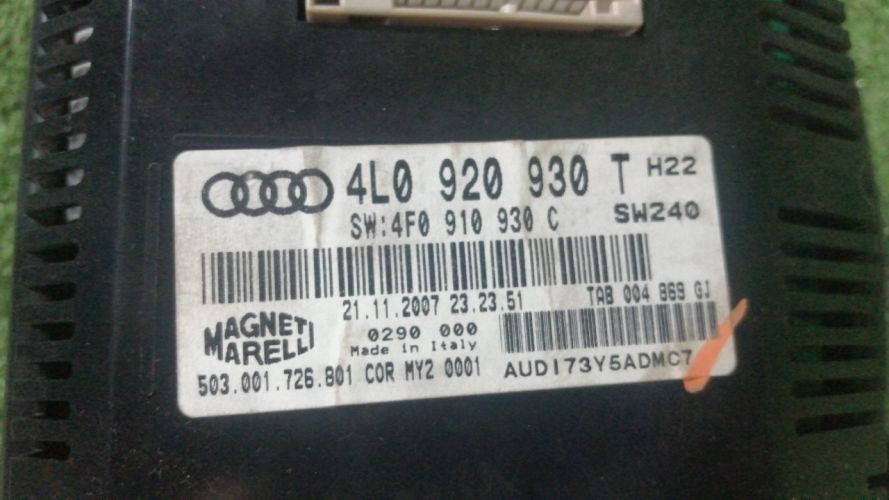 4L0 920 930 T H22
SW:4F0 910 930 C SW240
21.11.2007 23.23.51 TAB 004 869 GJ
MAGNETI
MARELLI
0290 000
Made in Italy
503.001.726.801 COR MY2 0001
AUDI73Y5ADMC7